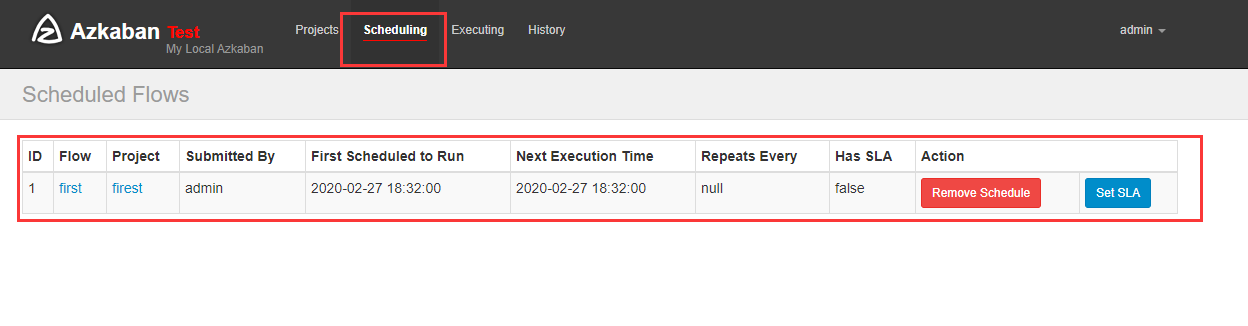 Azkaban Test
My Local Azkaban
Projects Scheduling Executing History admin
Scheduled Flows
ID Flow Project Submitted By First Scheduled to Run Next Execution Time Repeats Every Has SLA Action
1 first firest admin 2020-02-27 18:32:00 2020-02-27 18:32:00 null false Remove Schedule Set SLA